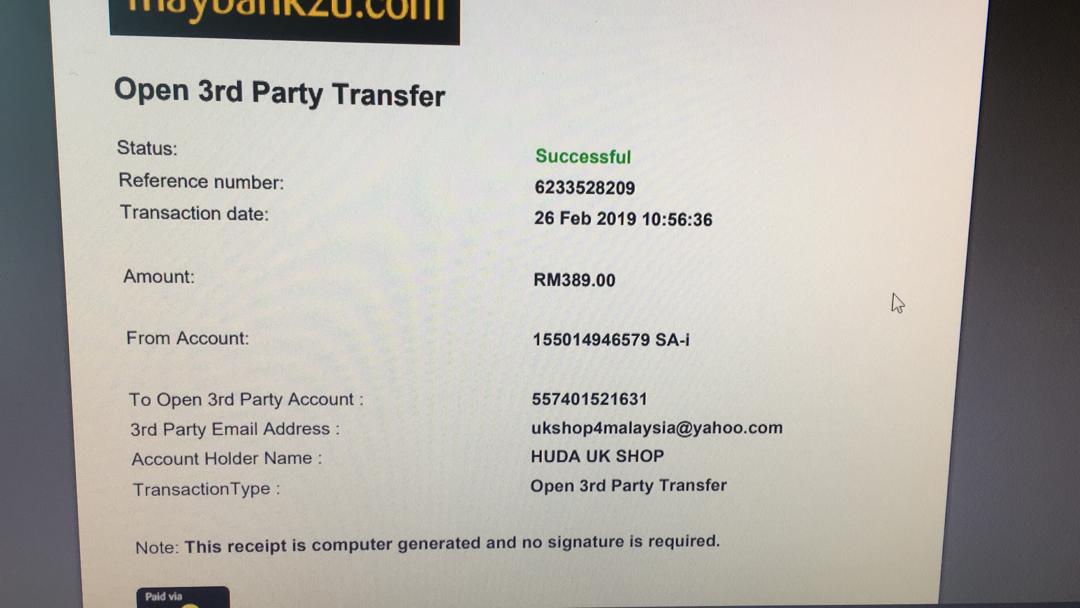 maybank2u.com
Open 3rd Party Transfer
Status: Successful
Reference number: 6233528209
Transaction date: 26 Feb 2019 10:56:36
Amount: RM389.00
From Account: 155014946579 SA-i
To Open 3rd Party Account : 557401521631
3rd Party Email Address : ukshop4malaysia@yahoo.com
Account Holder Name : HUDA UK SHOP
TransactionType : Open 3rd Party Transfer
Note: This receipt is computer generated and no signature is required.
Paid via